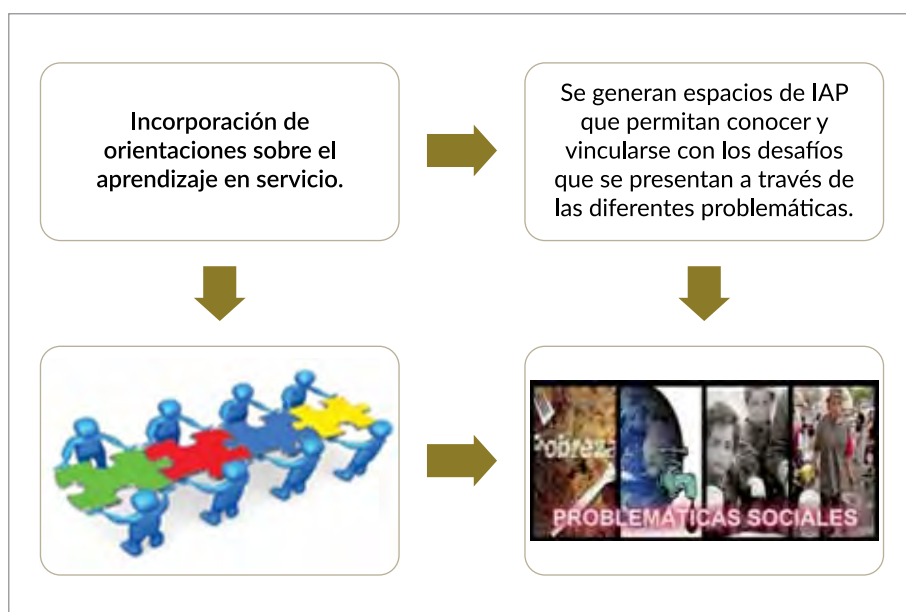 Incorporación de
orientaciones sobre el
aprendizaje en servicio.
Se generan espacios de IAP
que permitan conocer y
vincularse con los desafíos
que se presentan a través de
las diferentes problemáticas.
Pobreza
PROBLEMÁTICAS SOCIALES